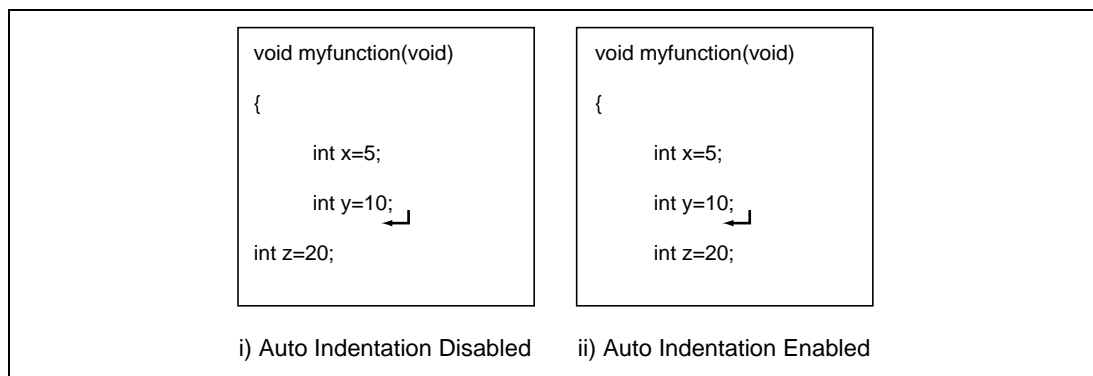 void myfunction(void)
{
int x=5;
int y=10;
int z=20;
i) Auto Indentation Disabled
void myfunction(void)
{
int x=5;
int y=10;
int z=20;
ii) Auto Indentation Enabled